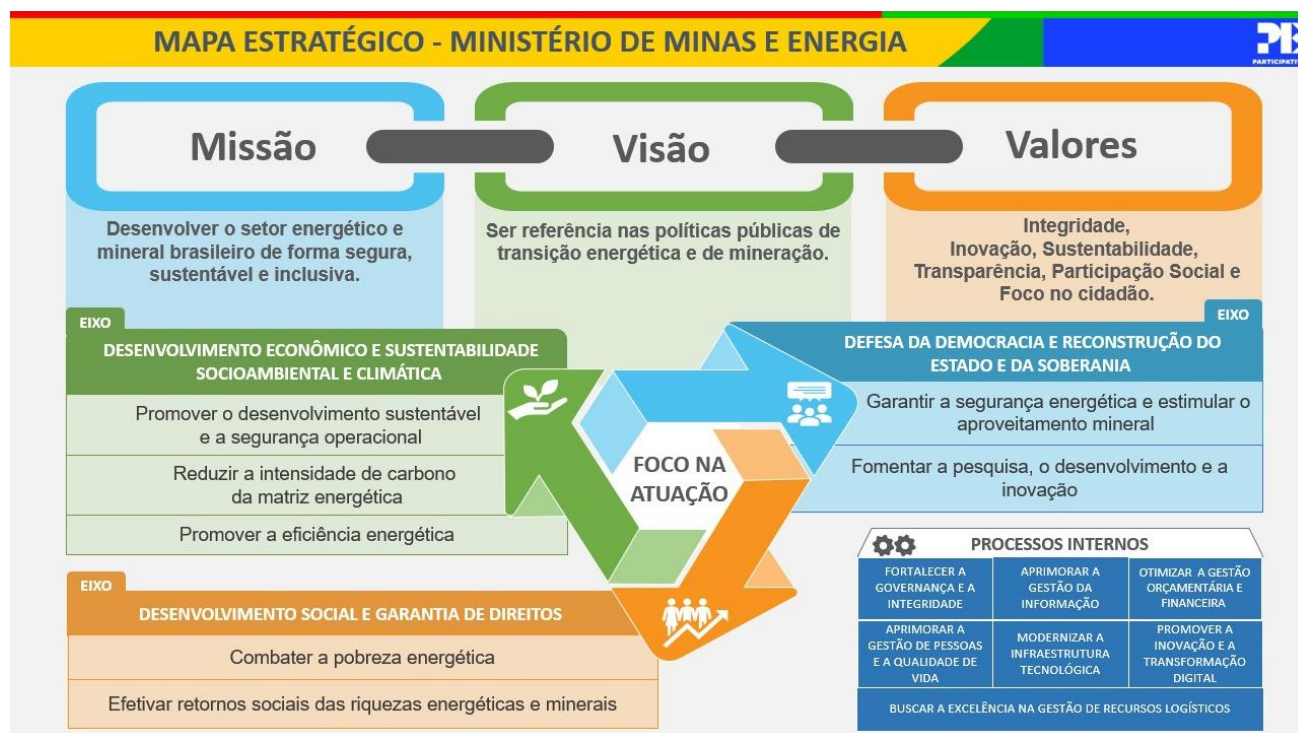 MAPA ESTRATÉGICO - MINISTÉRIO DE MINAS E ENERGIA
Missão
Visão
Valores
Desenvolver o setor energético e
mineral brasileiro de forma segura,
sustentável e inclusiva.
Ser referência nas políticas públicas de
transição energética e de mineração.
Integridade,
Inovação, Sustentabilidade,
Transparência, Participação Social e
Foco no cidadão.
EIXO
DESENVOLVIMENTO ECONÔMICO E SUSTENTABILIDADE
SOCIOAMBIENTAL E CLIMÁTICA
Promover o desenvolvimento sustentável
e a segurança operacional
Reduzir a intensidade de carbono
da matriz energética
Promover a eficiência energética
EIXO
DEFESA DA DEMOCRACIA E RECONSTRUÇÃO DO
ESTADO E DA SOBERANIA
Garantir a segurança energética e estimular o
aproveitamento mineral
Fomentar a pesquisa, o desenvolvimento e a
inovação
FOCO NA
ATUAÇÃO
EIXO
DESENVOLVIMENTO SOCIAL E GARANTIA DE DIREITOS
Combater a pobreza energética
Efetivar retornos sociais das riquezas energéticas e minerais
PROCESSOS INTERNOS
FORTALECER A
GOVERNANÇA E A
INTEGRIDADE
APRIMORAR A
GESTÃO DA
INFORMAÇÃO
OTIMIZAR A GESTÃO
ORÇAMENTÁRIA E
FINANCEIRA
APRIMORAR A
GESTÃO DE PESSOAS
E A QUALIDADE DE
VIDA
MODERNIZAR A
INFRAESTRUTURA
TECNOLÓGICA
PROMOVER A
INOVAÇÃO E A
TRANSFORMAÇÃO
DIGITAL
BUSCAR A EXCELÊNCIA NA GESTÃO DE RECURSOS LOGÍSTICOS